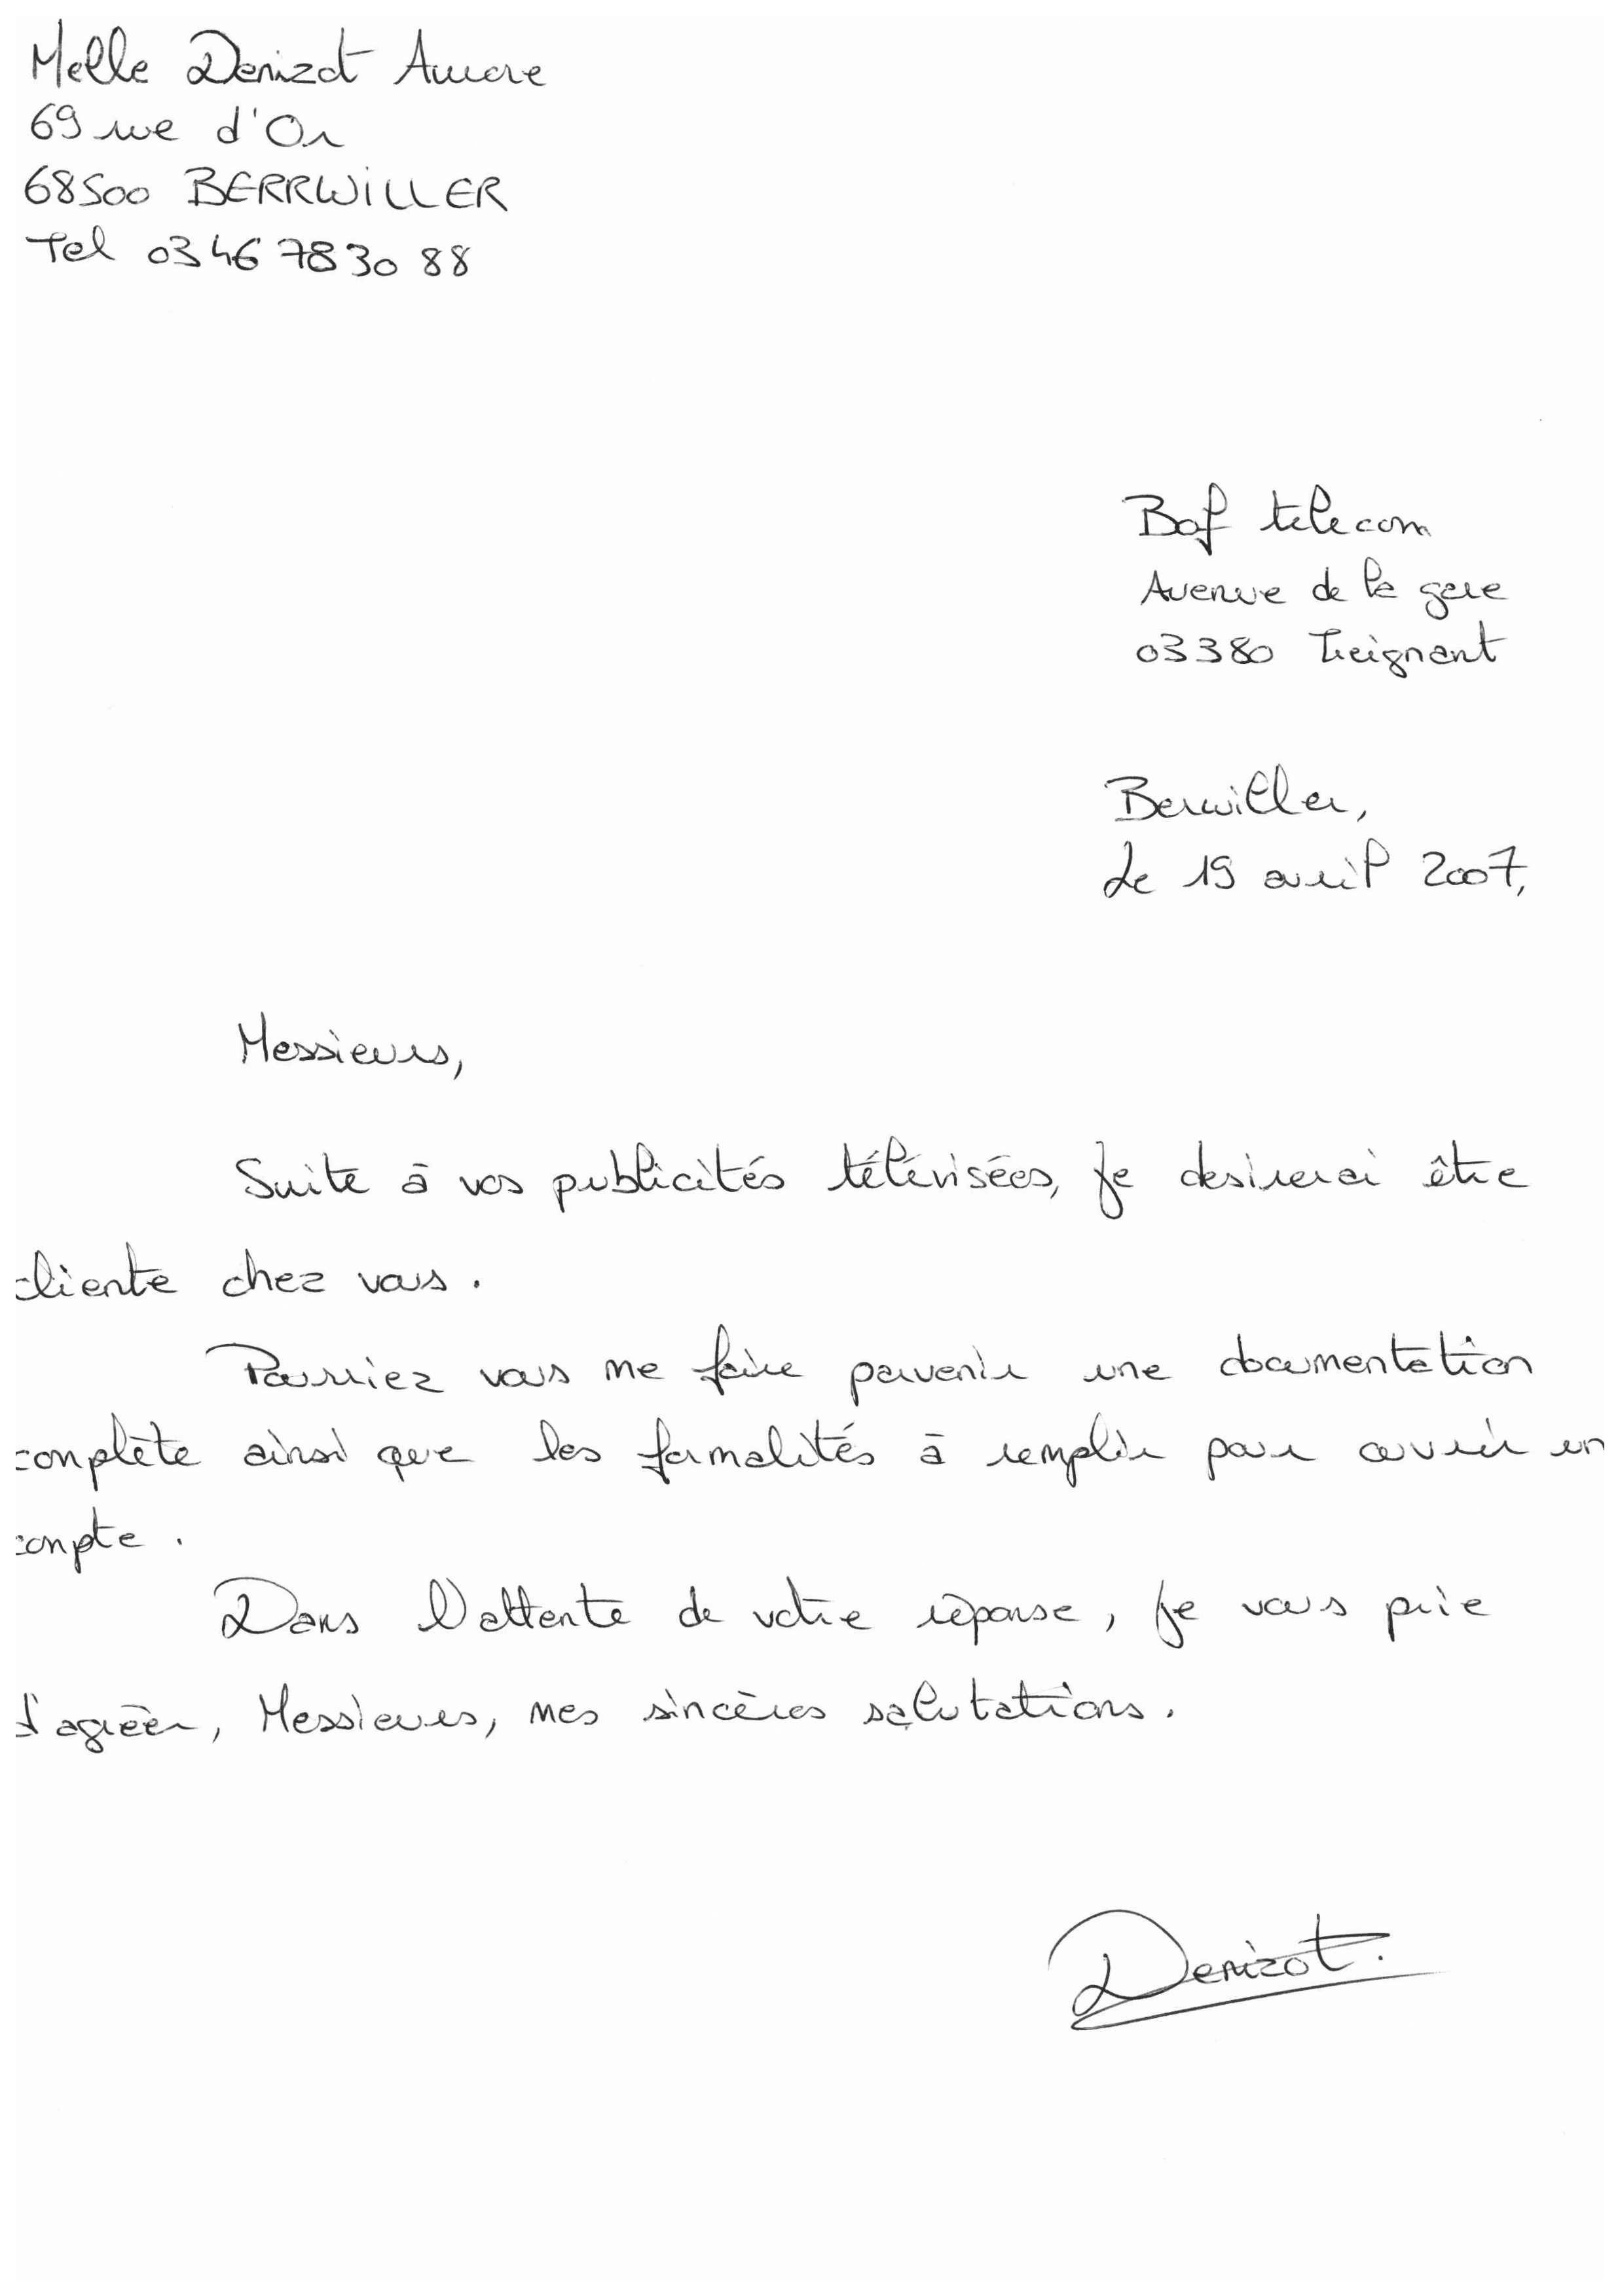 Melle Denizot Aurore
69 rue d'Or
68500 BERRWILLER
Tel 03 46 78 30 88
Bof telecom
Avenue de la gare
03380 Treignant
Berwiller,
Le 19 avril 2007,
Messieurs,
Suite à vos publicités télévisées, je desirerai être
cliente chez vous.
Pourriez vous me faire parvenir une documentation
complète ainsi que les formalités à remplir pour ouvrir un
compte.
Dans l'attente de votre réponse, je vous prie
d'agréer, Messieurs, mes sincères salutations.
Denizot.